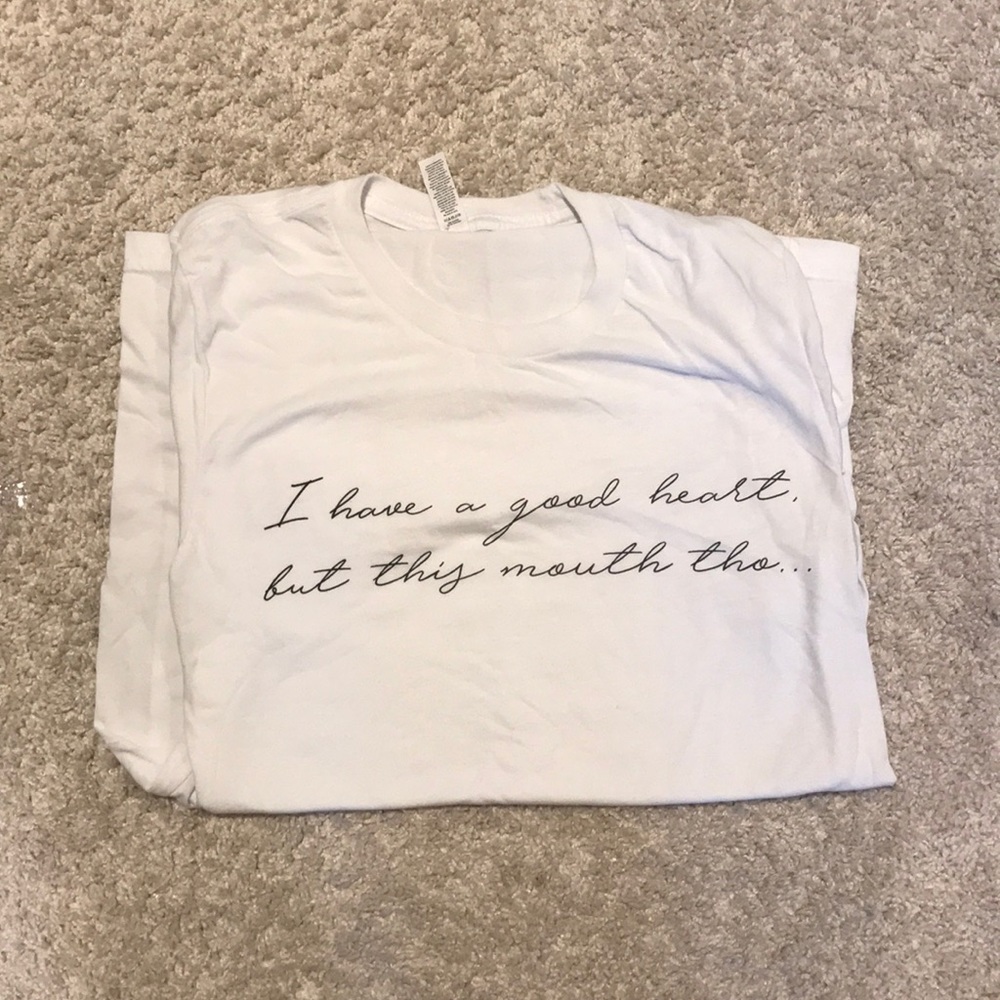 I have a good heart,
but this mouth tho...